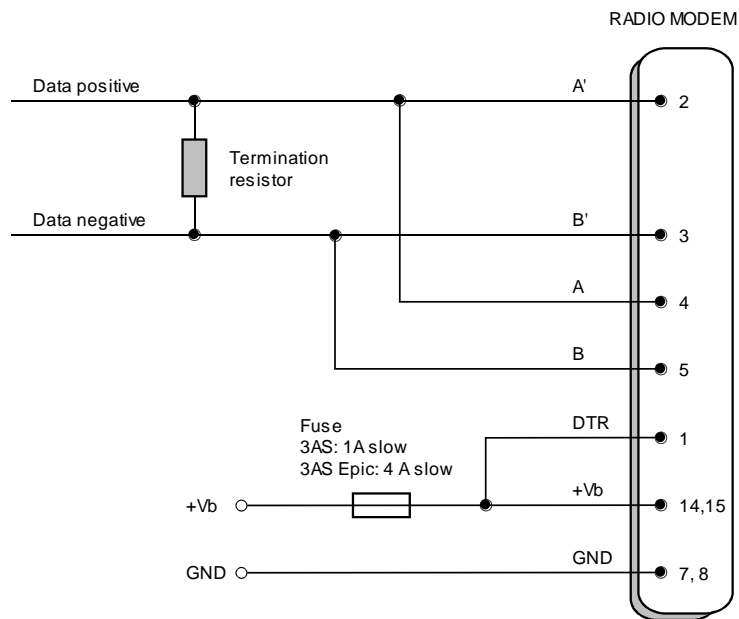 RADIO MODEM
Data positive
A'
2
Termination
resistor
Data negative
B'
3
A
4
B
5
Fuse
3AS: 1A slow
3AS Epic: 4 A slow
DTR
1
+Vb
+Vb
14,15
GND
GND
7, 8